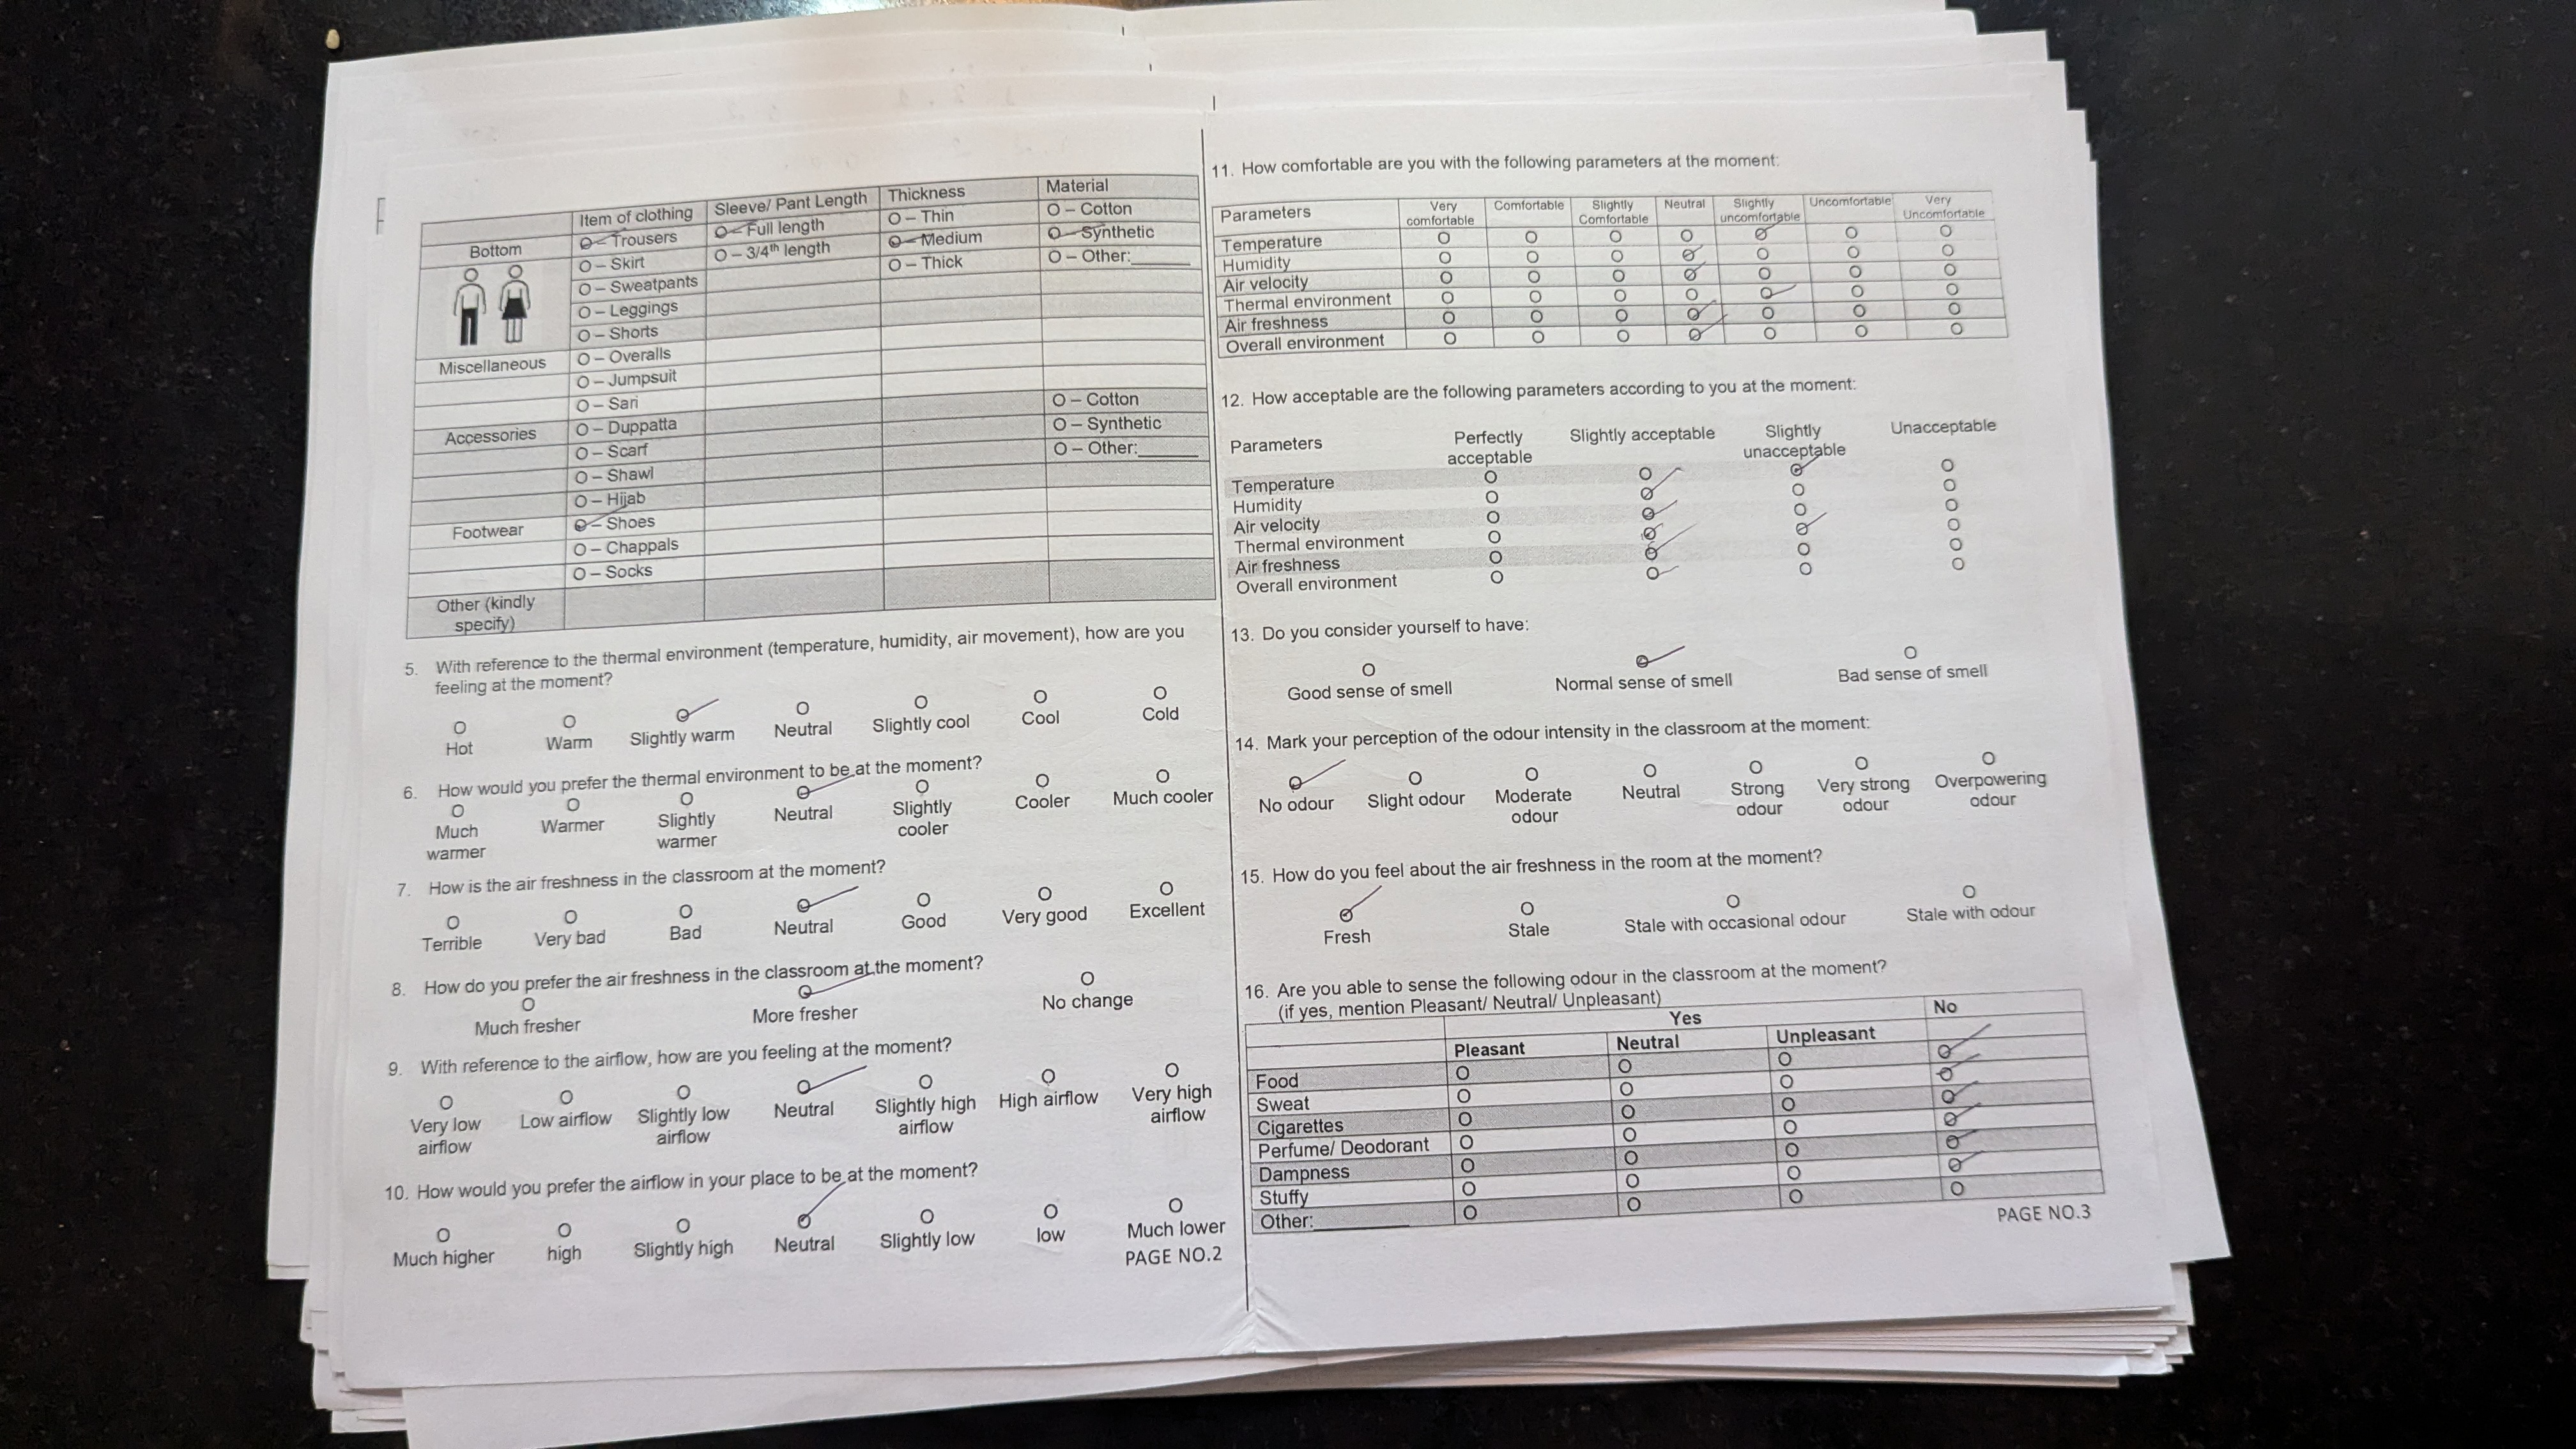 Item of clothing Sleeve/ Pant Length Thickness Material
Bottom O – Trousers O – Full length O – Thin O – Cotton
O – Skirt O – 3/4th length O – Medium O – Synthetic
O – Sweatpants O – Thick O – Other:______
O – Leggings
O – Shorts
Miscellaneous O – Overalls
O – Jumpsuit
O – Sari O – Cotton
Accessories O – Duppatta O – Synthetic
O – Scarf O – Other:______
O – Shawl
O – Hijab
Footwear O – Shoes
O – Chappals
O – Socks
Other (kindly
specify)
5. With reference to the thermal environment (temperature, humidity, air movement), how are you
feeling at the moment?
Hot Warm Slightly warm Neutral Slightly cool Cool Cold
6. How would you prefer the thermal environment to be at the moment?
Much Warmer Slightly Neutral Slightly Cooler Much cooler
warmer warmer cooler
7. How is the air freshness in the classroom at the moment?
Terrible Very bad Bad Neutral Good Very good Excellent
8. How do you prefer the air freshness in the classroom at the moment?
Much fresher More fresher No change
9. With reference to the airflow, how are you feeling at the moment?
Very low Low airflow Slightly low Neutral Slightly high High airflow Very high
airflow airflow airflow airflow
10. How would you prefer the airflow in your place to be at the moment?
Much higher high Slightly high Neutral Slightly low low Much lower
PAGE NO.2
11. How comfortable are you with the following parameters at the moment:
Parameters Very Comfortable Slightly Neutral Slightly Uncomfortable Very
comfortable Comfortable uncomfortable Uncomfortable
Temperature
Humidity
Air velocity
Thermal environment
Air freshness
Overall environment
12. How acceptable are the following parameters according to you at the moment:
Parameters Perfectly Slightly acceptable Slightly Unacceptable
acceptable unacceptable
Temperature
Humidity
Air velocity
Thermal environment
Air freshness
Overall environment
13. Do you consider yourself to have:
Good sense of smell Normal sense of smell Bad sense of smell
14. Mark your perception of the odour intensity in the classroom at the moment:
No odour Slight odour Moderate Neutral Strong Very strong Overpowering
odour odour odour odour
15. How do you feel about the air freshness in the room at the moment?
Fresh Stale Stale with occasional odour Stale with odour
16. Are you able to sense the following odour in the classroom at the moment?
(if yes, mention Pleasant/ Neutral/ Unpleasant)
Yes No
Pleasant Neutral Unpleasant
Food
Sweat
Cigarettes
Perfume/ Deodorant
Dampness
Stuffy
Other:__________
PAGE NO.3